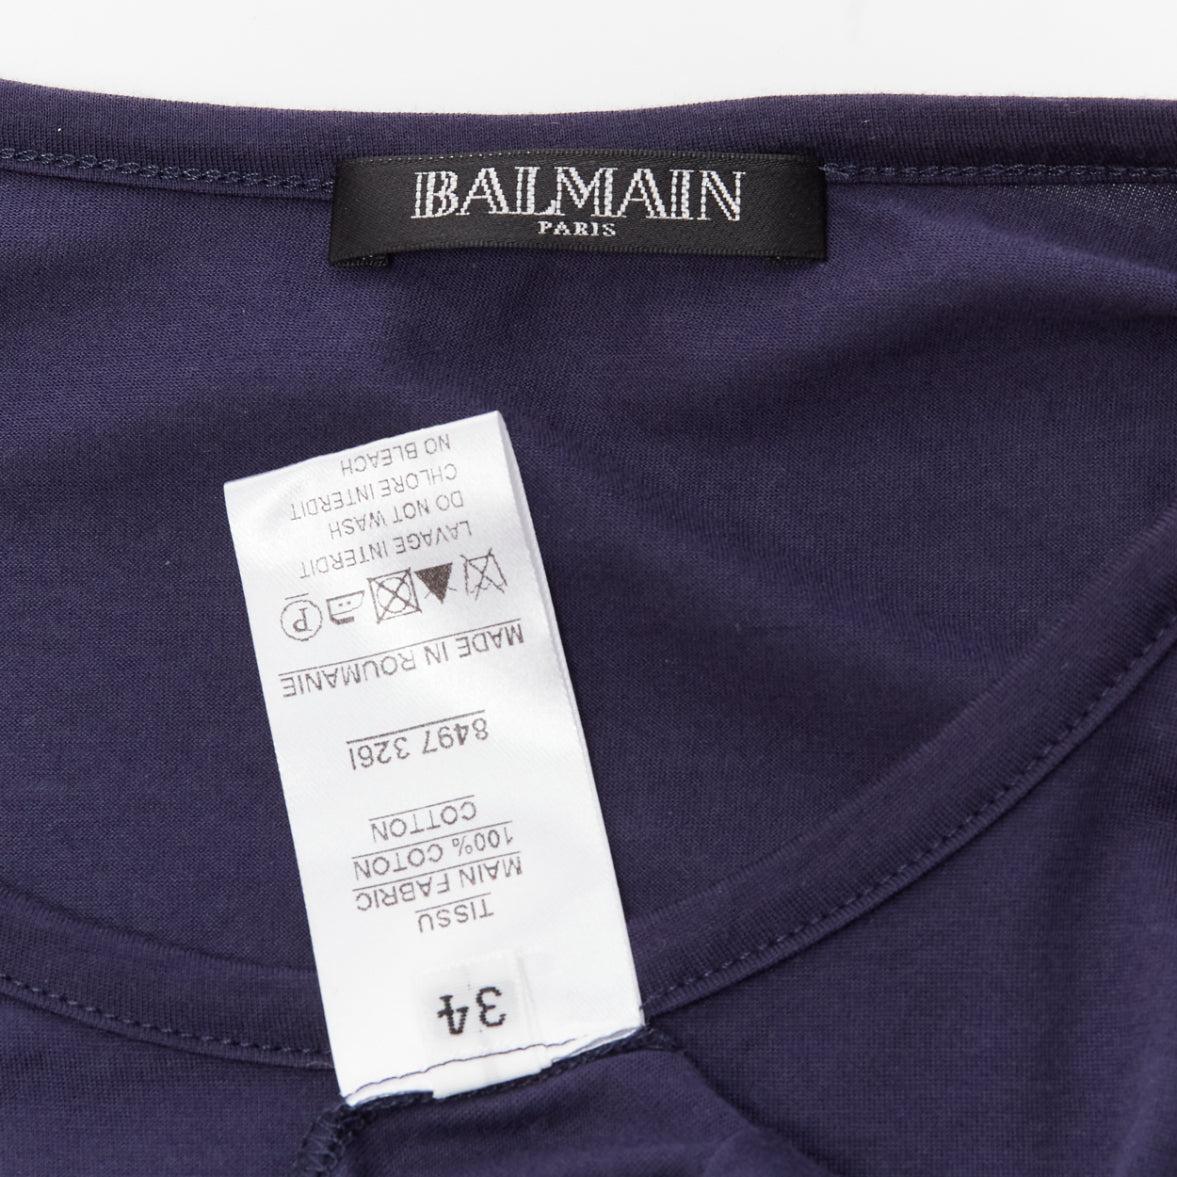 BALMAIN
PARIS
34
TISSU
MAIN FABRIC
100% COTON
COTTON
8497 326I
MADE IN ROUMANIE
P
LAVAGE INTERDIT
DO NOT WASH
CHLORE INTERDIT
NO BLEACH